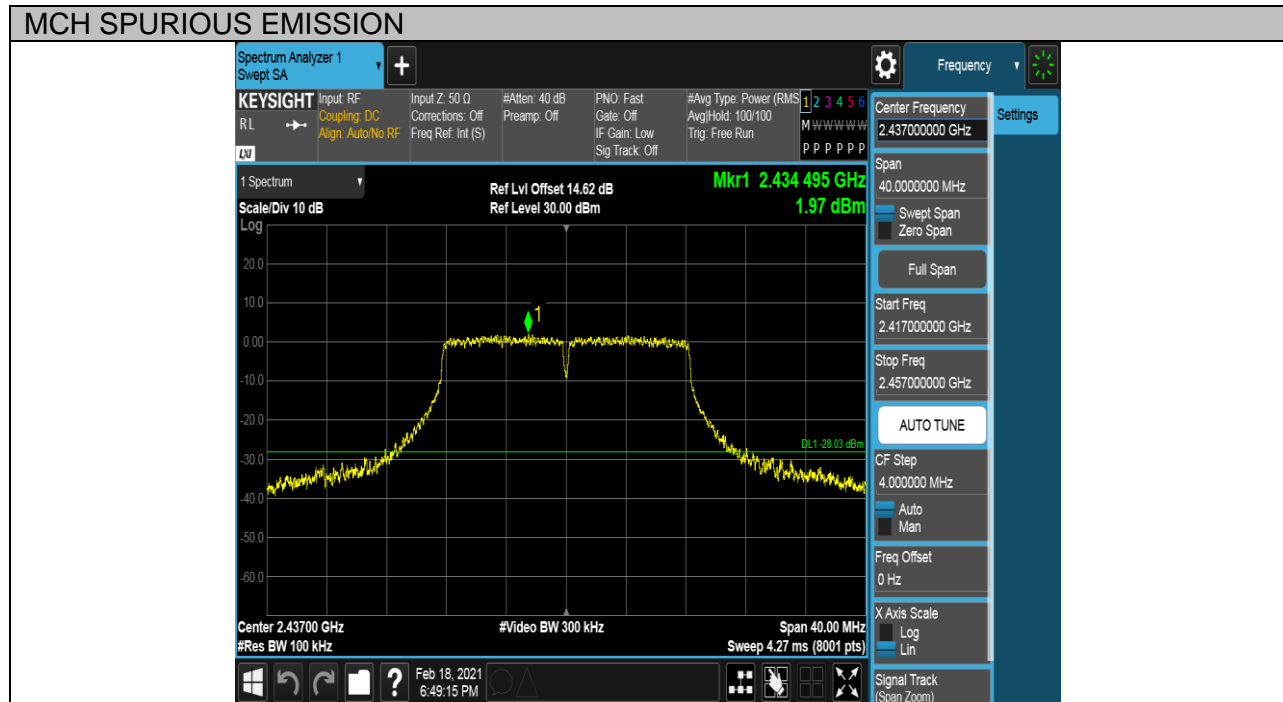 MCH SPURIOUS EMISSION
Spectrum Analyzer 1
Swept SA
+
Frequency
KEYSIGHT
RL
LXI
Input: RF
Coupling: DC
Align: Auto/No RF
Input Z: 50 Ω
Corrections: Off
Freq Ref: Int (S)
#Atten: 40 dB
Preamp: Off
PNO: Fast
Gate: Off
IF Gain: Low
Sig Track: Off
#Avg Type: Power (RMS
Avg|Hold: 100/100
Trig: Free Run
1 2 3 4 5 6
M W W W W W
P P P P P P
1 Spectrum
Scale/Div 10 dB
Log
Ref Lvl Offset 14.62 dB
Ref Level 30.00 dBm
Mkr1 2.434 495 GHz
1.97 dBm
20.0
10.0
0.00
-10.0
-20.0
-30.0
-40.0
-50.0
-60.0
1
DL1 -28.03 dBm
Center 2.43700 GHz
#Res BW 100 kHz
#Video BW 300 kHz
Span 40.00 MHz
Sweep 4.27 ms (8001 pts)
?
Feb 18, 2021
6:49:15 PM
Center Frequency
2.437000000 GHz
Settings
Span
40.0000000 MHz
Swept Span
Zero Span
Full Span
Start Freq
2.417000000 GHz
Stop Freq
2.457000000 GHz
AUTO TUNE
CF Step
4.000000 MHz
Auto
Man
Freq Offset
0 Hz
X Axis Scale
Log
Lin
Signal Track
(Span Zoom)